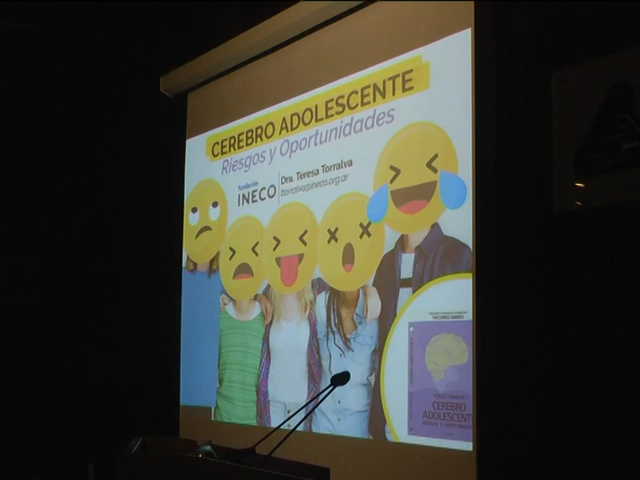 CEREBRO ADOLESCENTE
Riesgos y Oportunidades
Fundación
INECO
Dra. Teresa Torralva
ttorralva@ineco.org.ar
CEREBRO
ADOLESCENTE